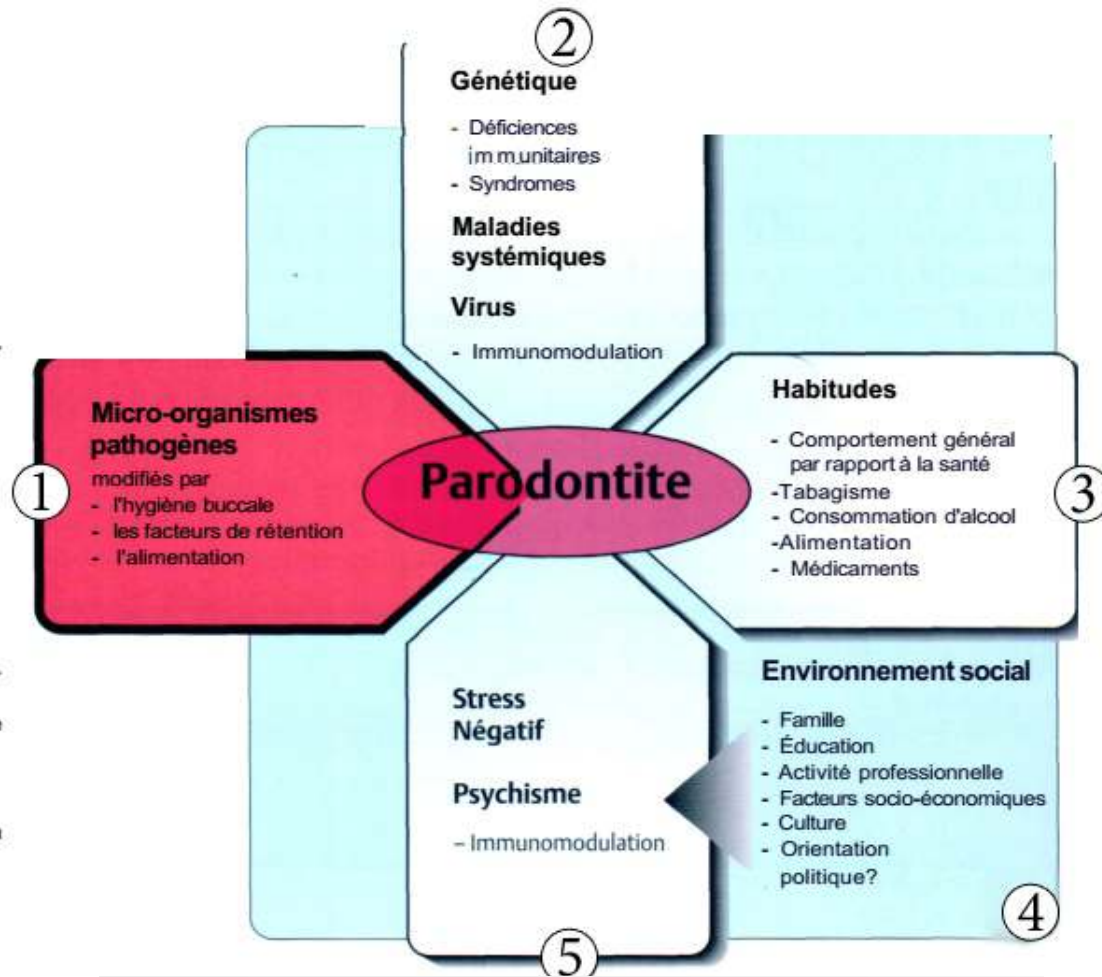 2
Génétique
- Déficiences
immunitaires
- Syndromes
Maladies
systémiques
Virus
- Immunomodulation
1
Micro-organismes
pathogènes
modifiés par
- l'hygiène buccale
- les facteurs de rétention
- l'alimentation
Parodontite
Habitudes
- Comportement général
par rapport à la santé
-Tabagisme
- Consommation d'alcool
-Alimentation
- Médicaments
3
Stress
Négatif
Psychisme
– Immunomodulation
5
Environnement social
- Famille
- Éducation
- Activité professionnelle
- Facteurs socio-économiques
- Culture
- Orientation
politique?
4